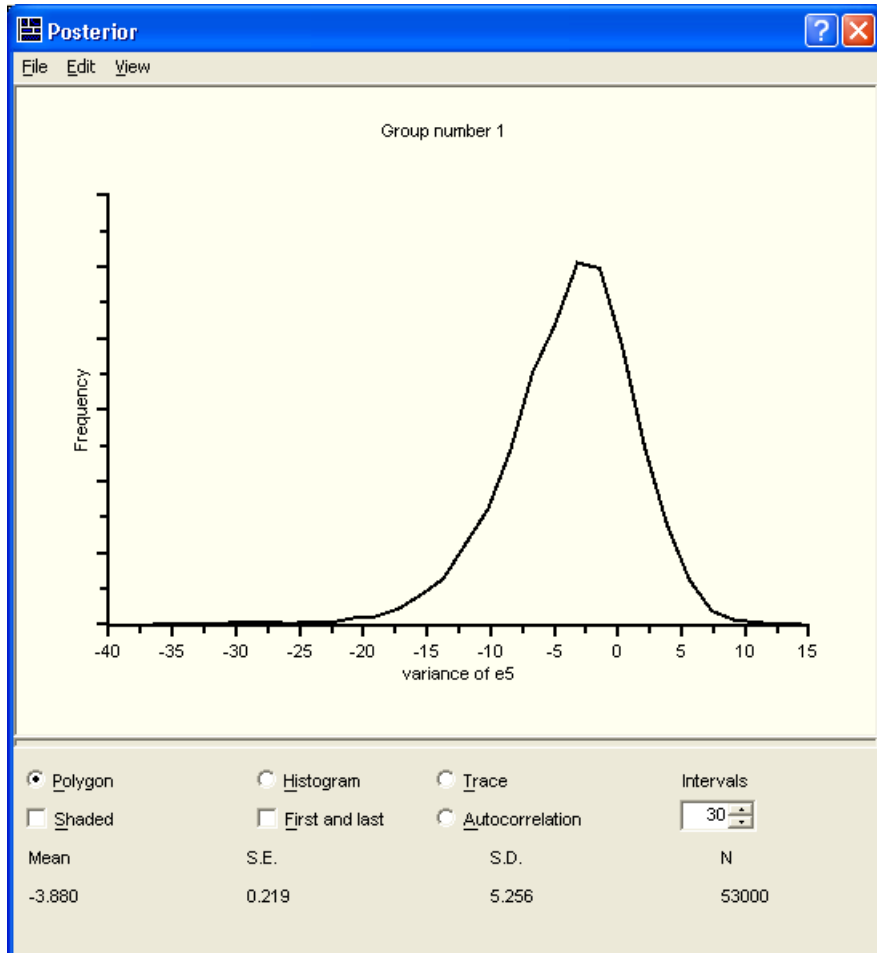 Posterior
File Edit View
Group number 1
Frequency
-40 -35 -30 -25 -20 -15 -10 -5 0 5 10 15
variance of e5
Polygon Histogram Trace Intervals
Shaded First and last Autocorrelation 30
Mean S.E. S.D. N
-3.880 0.219 5.256 53000